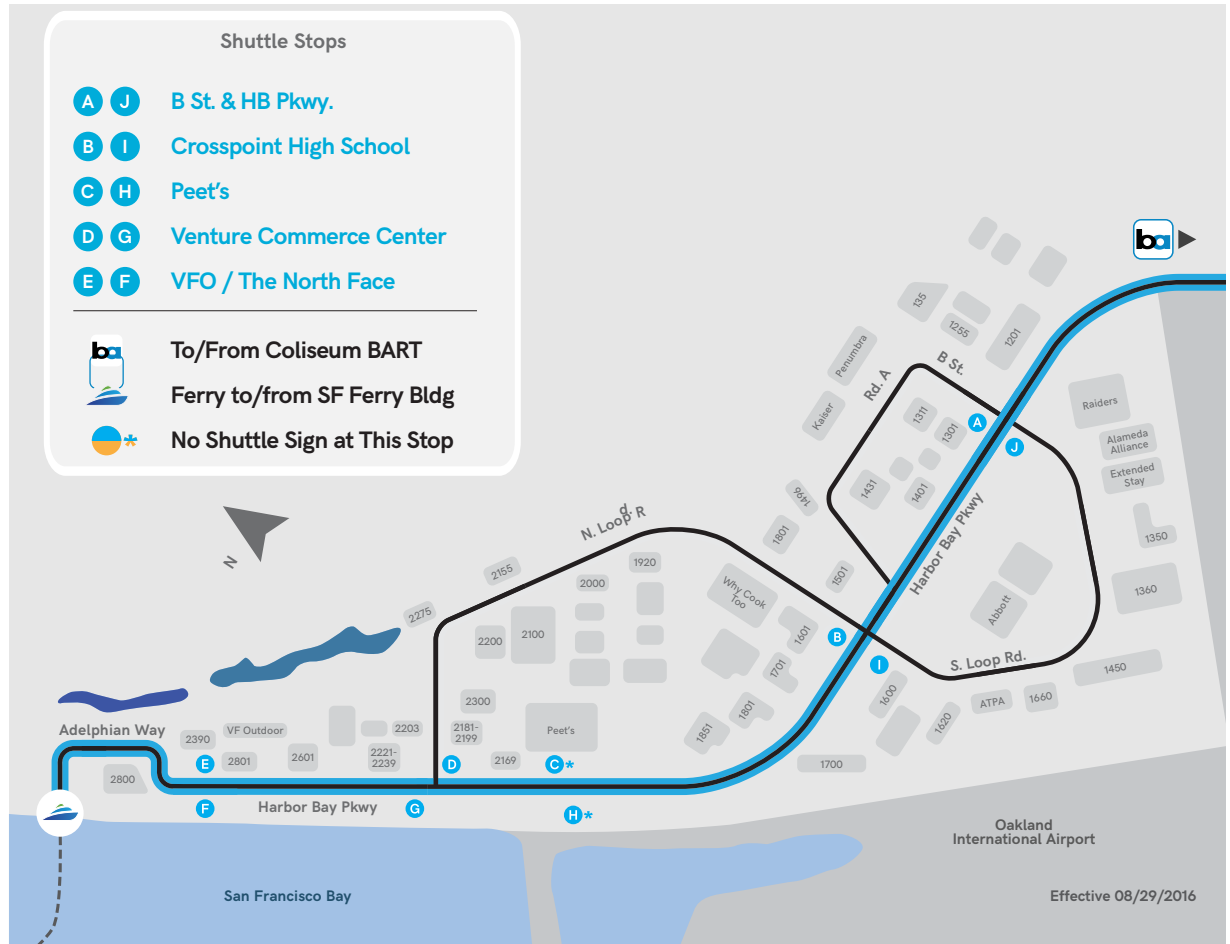 Shuttle Stops
A J B St. & HB Pkwy.
B I Crosspoint High School
C H Peet's
D G Venture Commerce Center
E F VFO / The North Face
ba To/From Coliseum BART
Ferry to/from SF Ferry Bldg
* No Shuttle Sign at This Stop
ba
135
1255
1201
B St.
Penumbra
Rd. A
Kaiser
1311
1301
A
J
Raiders
Alameda
Alliance
Extended
Stay
1431
1401
1496
1801
1501
Harbor Bay Pkwy
1350
1360
Abbott
N
N. Loop R
d.
2155
2000
1920
2275
2200
2100
Why Cook
Too
1601
B
I
S. Loop Rd.
1450
1701
1600
ATPA
1660
1620
2300
1801
1851
1700
Adelphian Way
2390
VF Outdoor
2203
2181-
2199
Peet's
E
2801
2601
2221-
2239
D
2169
C*
2800
F
Harbor Bay Pkwy
G
H*
Oakland
International Airport
San Francisco Bay
Effective 08/29/2016